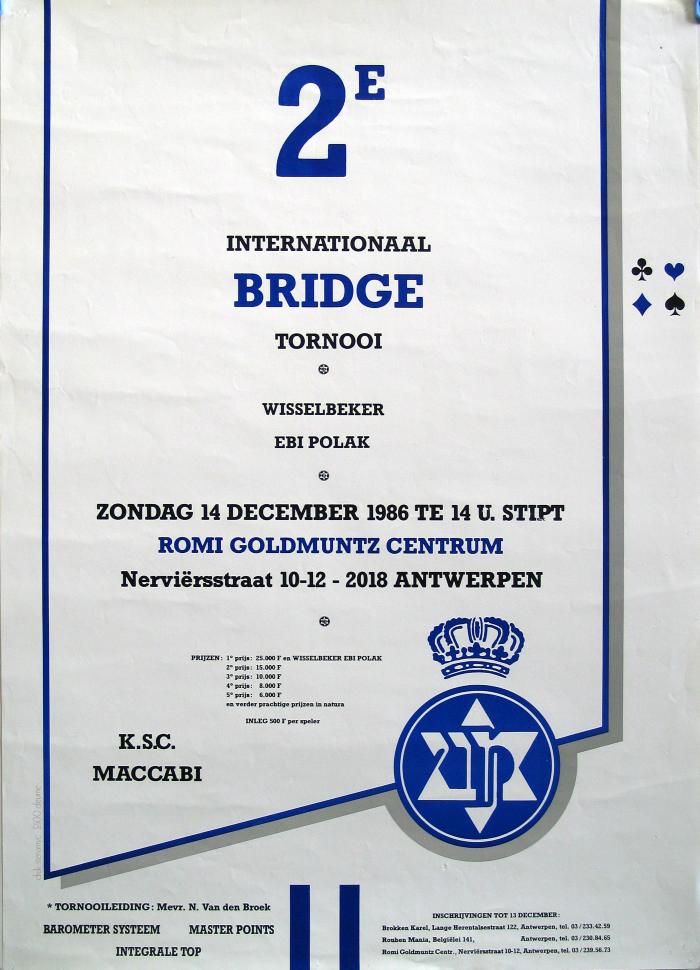 2E
INTERNATIONAAL
BRIDGE
TORNOOI
WISSELBEKER
EBI POLAK
ZONDAG 14 DECEMBER 1986 TE 14 U. STIPT
ROMI GOLDMUNTZ CENTRUM
Nerviërsstraat 10-12 - 2018 ANTWERPEN
PRIJZEN: 1e prijs: 25.000 F en WISSELBEKER EBI POLAK
2e prijs: 15.000 F
3e prijs: 10.000 F
4e prijs: 8.000 F
5e prijs: 6.000 F
en verder prachtige prijzen in natura
INLEG 500 F per speler
K.S.C.
MACCABI
* TORNOOILEIDING: Mevr. N. Van den Broek
BAROMETER SYSTEEM MASTER POINTS
INTEGRALE TOP
INSCHRIJVINGEN TOT 13 DECEMBER:
Brokken Karel, Lange Herentalsestraat 122, Antwerpen, tel. 03/233.42.59
Rouben Mania, Belgiëlei 141, Antwerpen, tel. 03/230.84.65
Romi Goldmuntz Centr., Nerviërsstraat 10-12, Antwerpen, tel. 03/239.56.73